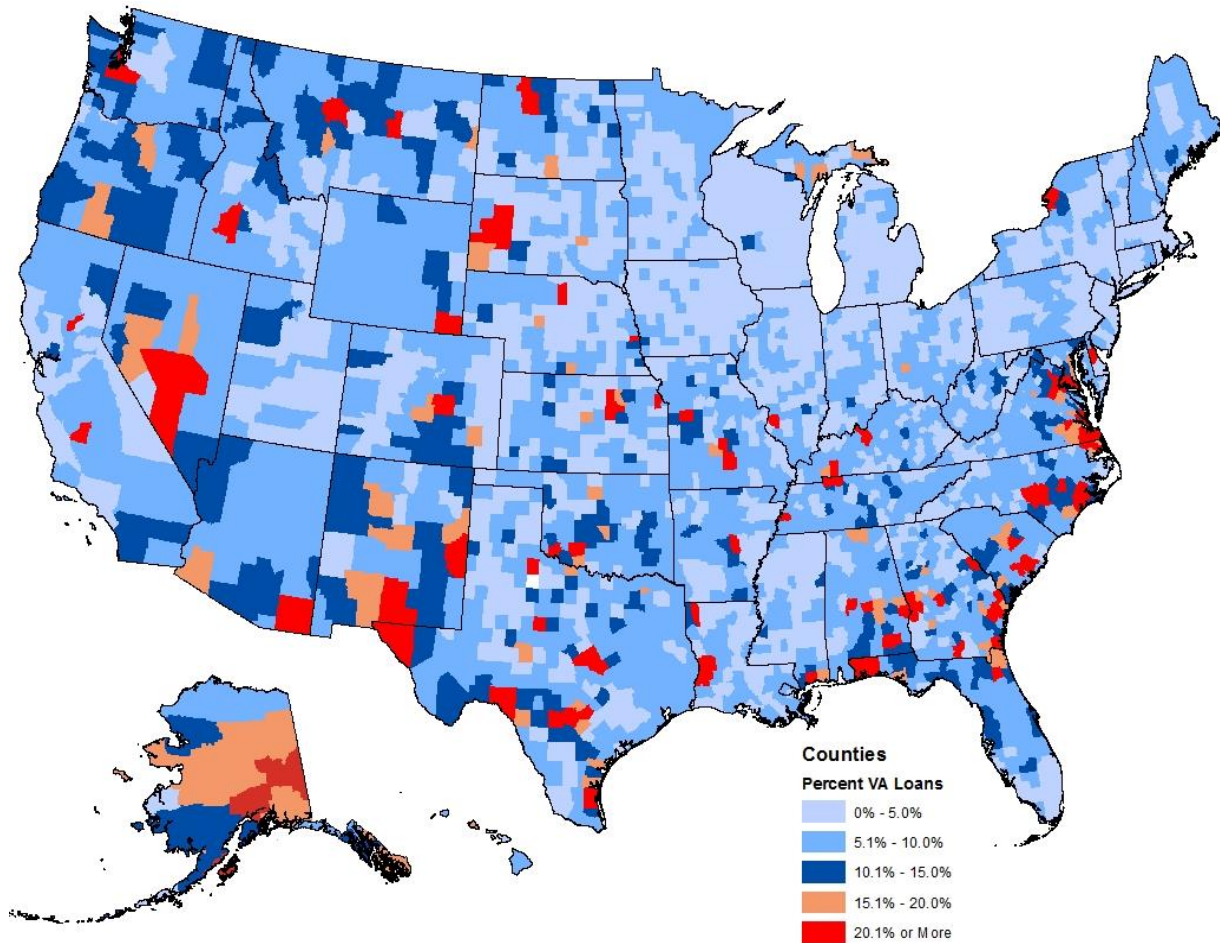 Counties
Percent VA Loans
0% - 5.0%
5.1% - 10.0%
10.1% - 15.0%
15.1% - 20.0%
20.1% or More